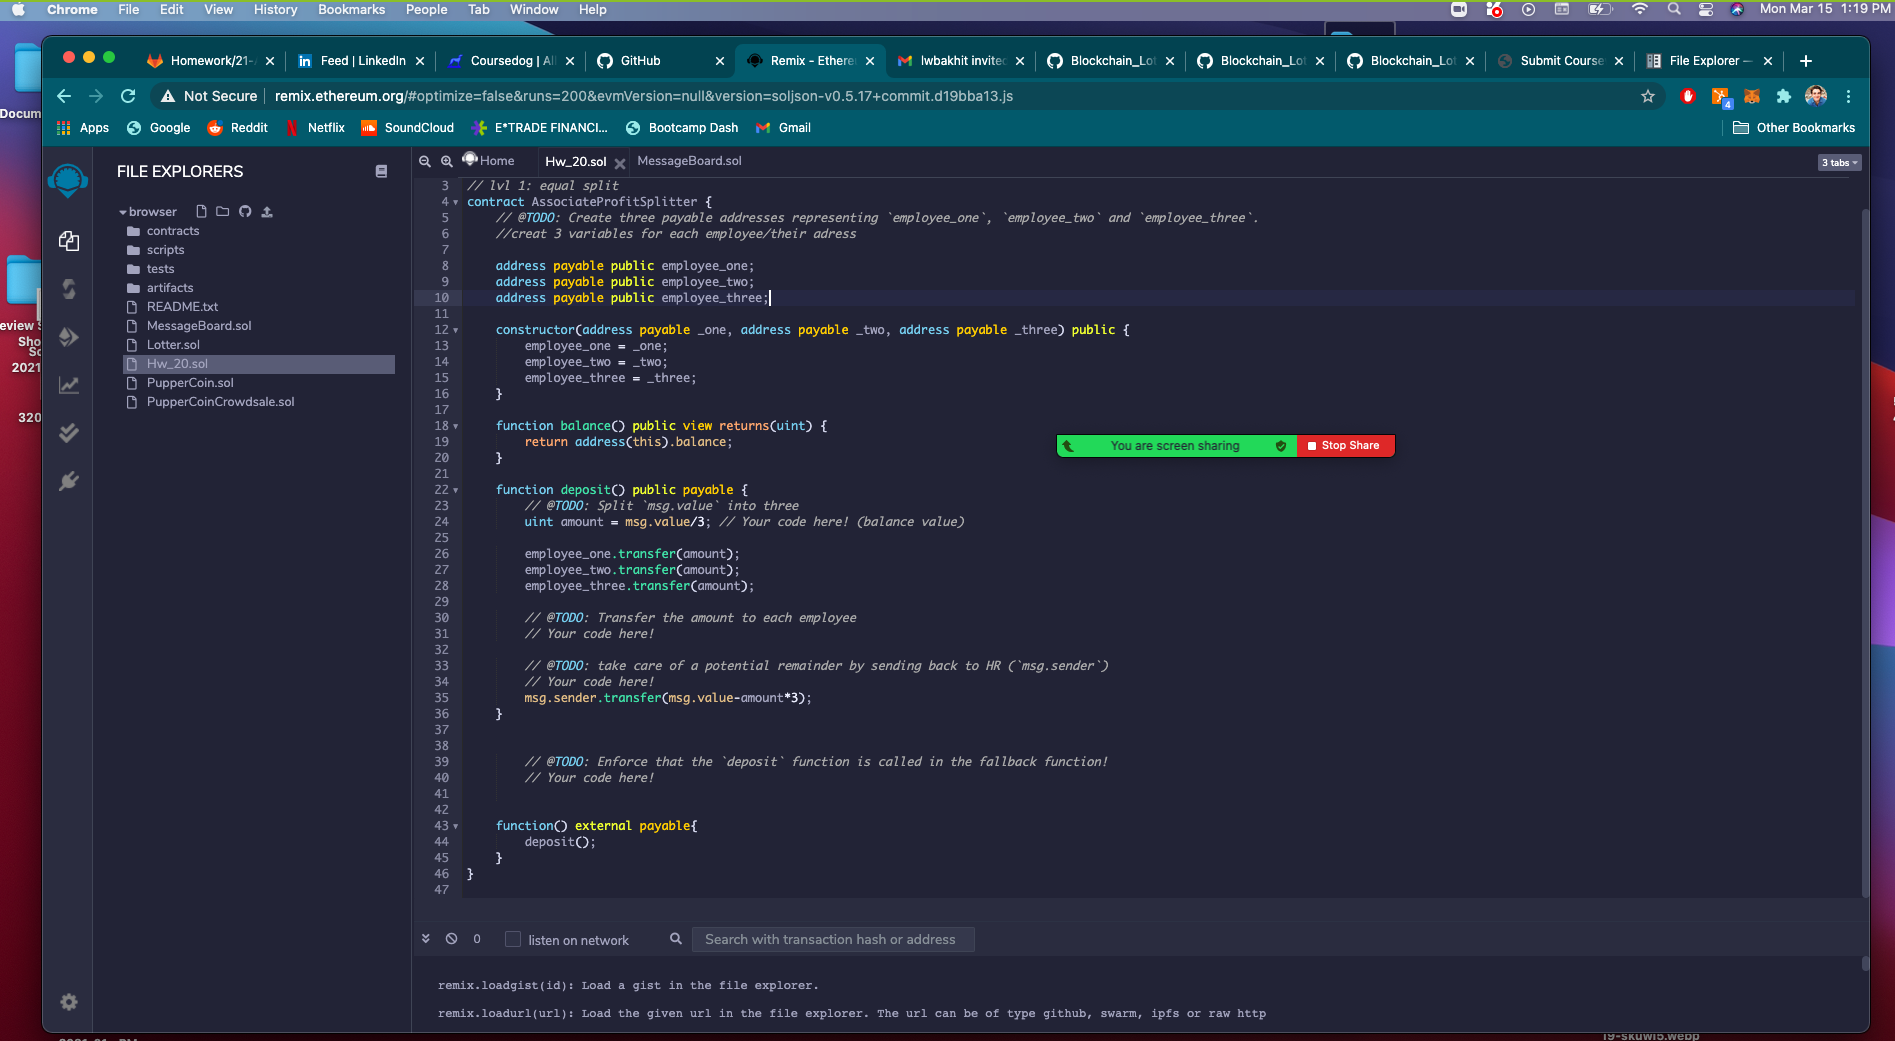 Chrome File Edit View History Bookmarks People Tab Window Help Mon Mar 15 1:19 PM
Homework/21- Feed | LinkedIn Coursedog | Al GitHub Remix - Ethere lwbakhit invited Blockchain_Lot Blockchain_Lot Blockchain_Lot Submit Course File Explorer —
Not Secure remix.ethereum.org/#optimize=false&runs=200&evmVersion=null&version=soljson-v0.5.17+commit.d19bba13.js 4
Apps Google Reddit Netflix SoundCloud E*TRADE FINANCI... Bootcamp Dash Gmail Other Bookmarks
Docum
eview S
Sho
Sc
2021
320
FILE EXPLORERS
browser
contracts
scripts
tests
artifacts
README.txt
MessageBoard.sol
Lotter.sol
Hw_20.sol
PupperCoin.sol
PupperCoinCrowdsale.sol
Home Hw_20.sol MessageBoard.sol 3 tabs
3 // lvl 1: equal split
4 contract AssociateProfitSplitter {
5 // @TODO: Create three payable addresses representing `employee_one`, `employee_two` and `employee_three`.
6 //creat 3 variables for each employee/their adress
7
8 address payable public employee_one;
9 address payable public employee_two;
10 address payable public employee_three;
11
12 constructor(address payable _one, address payable _two, address payable _three) public {
13 employee_one = _one;
14 employee_two = _two;
15 employee_three = _three;
16 }
17
18 function balance() public view returns(uint) {
19 return address(this).balance;
20 }
21
22 function deposit() public payable {
23 // @TODO: Split `msg.value` into three
24 uint amount = msg.value/3; // Your code here! (balance value)
25
26 employee_one.transfer(amount);
27 employee_two.transfer(amount);
28 employee_three.transfer(amount);
29
30 // @TODO: Transfer the amount to each employee
31 // Your code here!
32
33 // @TODO: take care of a potential remainder by sending back to HR (`msg.sender`)
34 // Your code here!
35 msg.sender.transfer(msg.value-amount*3);
36 }
37
38
39 // @TODO: Enforce that the `deposit` function is called in the fallback function!
40 // Your code here!
41
42
43 function() external payable{
44 deposit();
45 }
46 }
47
You are screen sharing Stop Share
0 listen on network Search with transaction hash or address
remix.loadgist(id): Load a gist in the file explorer.
remix.loadurl(url): Load the given url in the file explorer. The url can be of type github, swarm, ipfs or raw http
19-skuwl5.webp